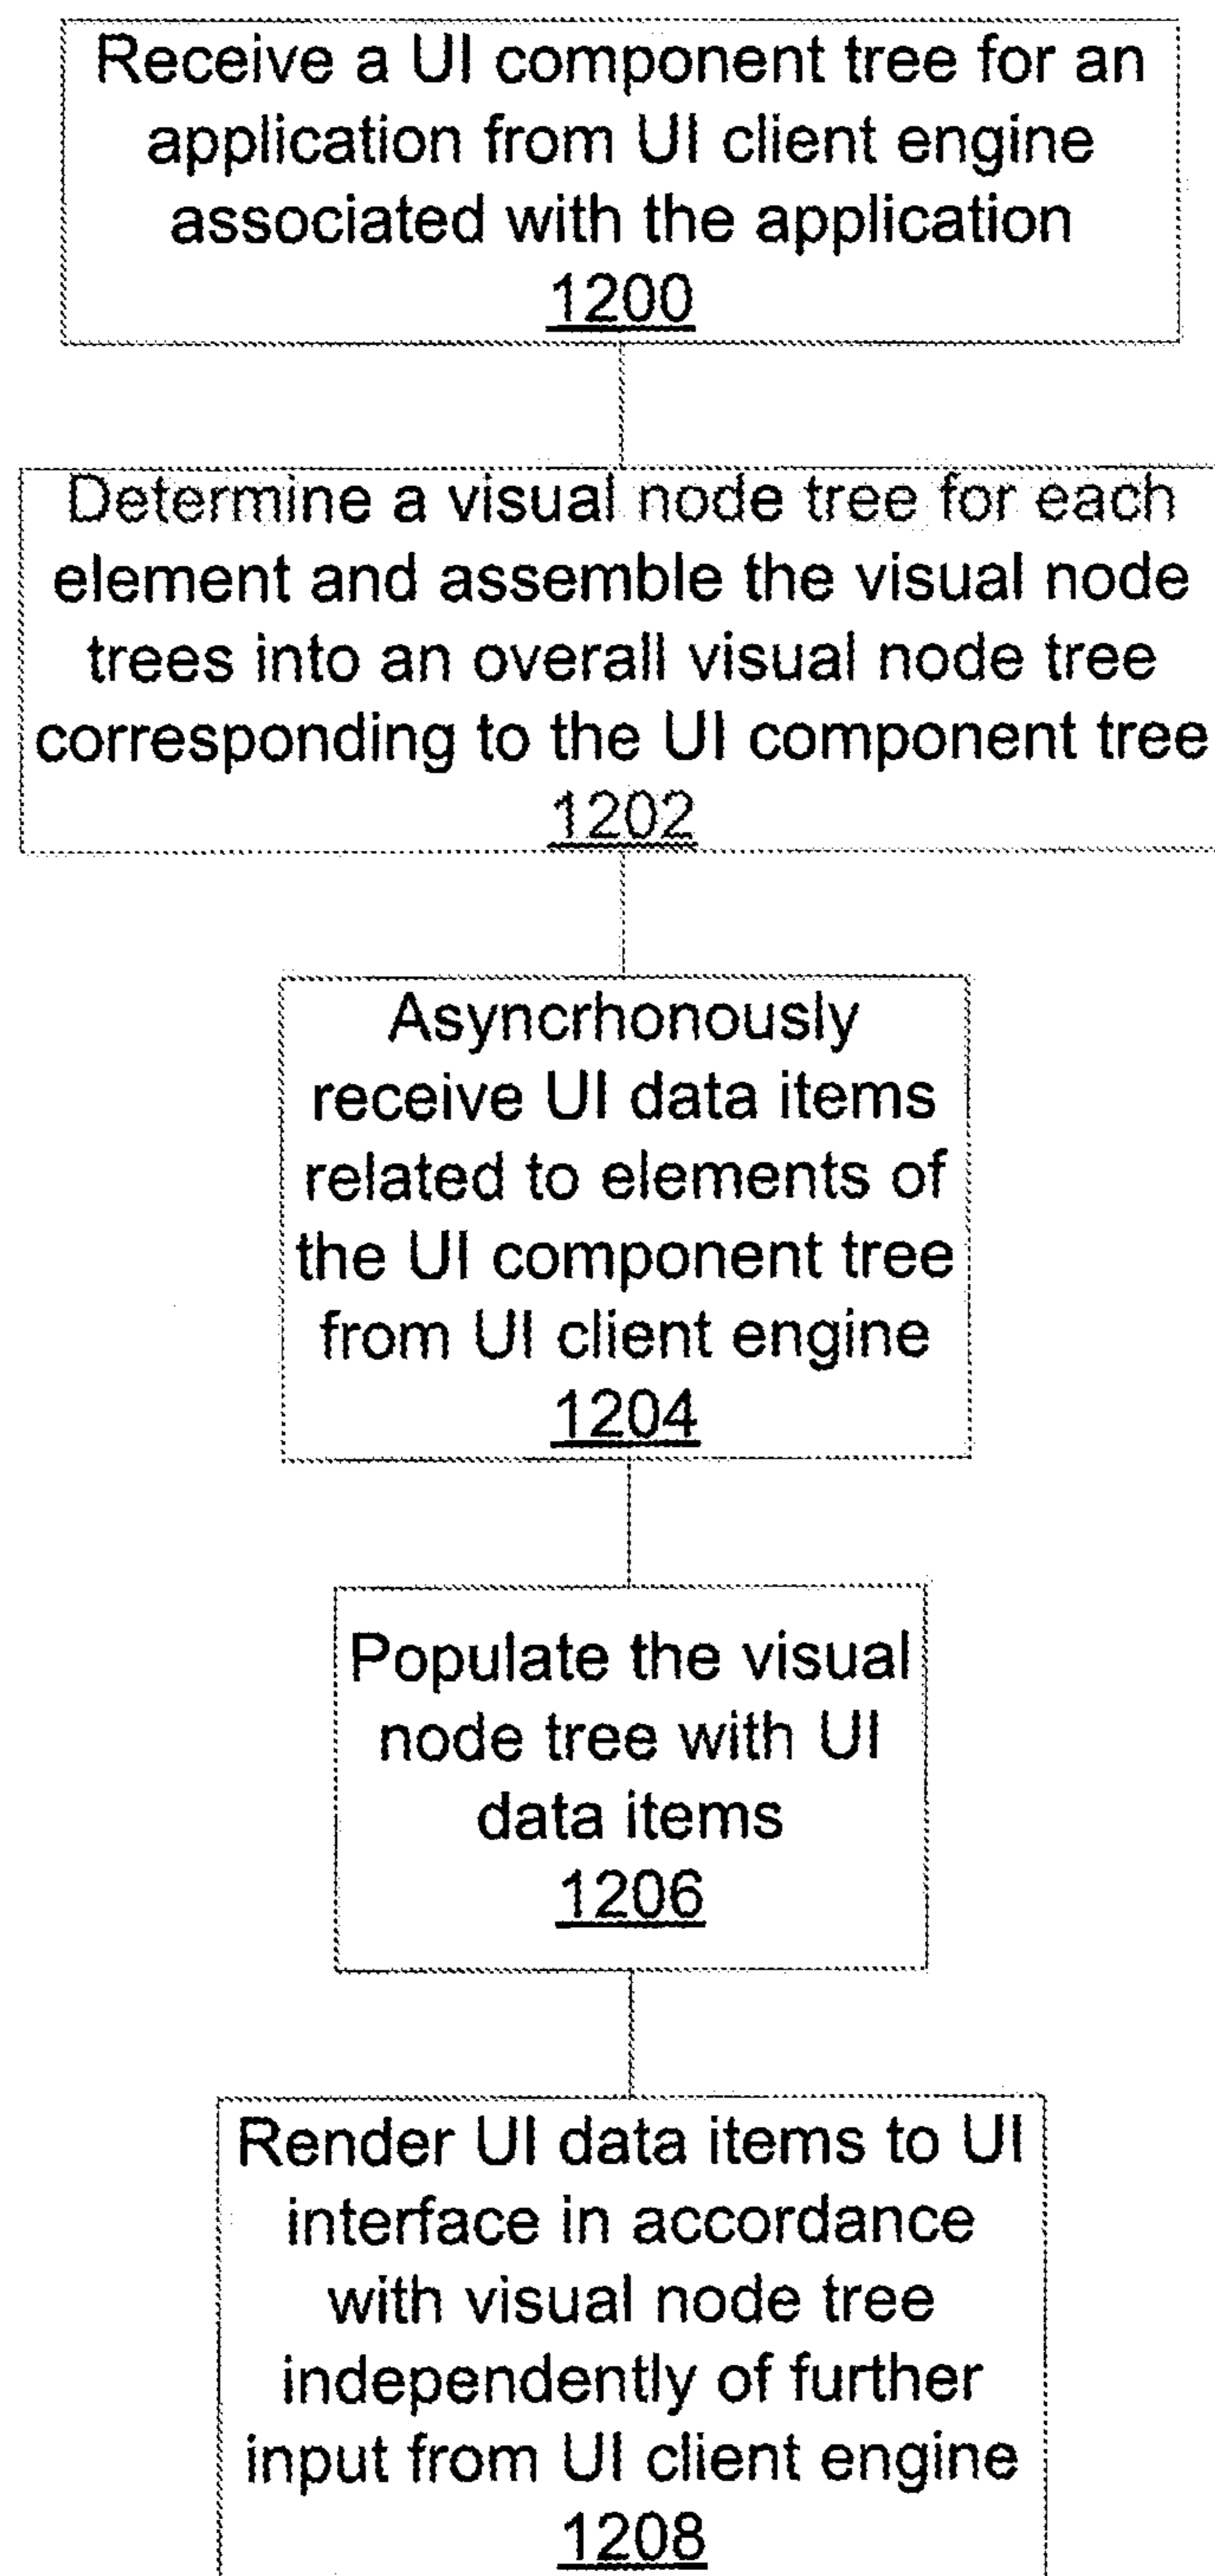 Receive a UI component tree for an
application from UI client engine
associated with the application
1200
Determine a visual node tree for each
element and assemble the visual node
trees into an overall visual node tree
corresponding to the UI component tree
1202
Asyncrhonously
receive UI data items
related to elements of
the UI component tree
from UI client engine
1204
Populate the visual
node tree with UI
data items
1206
Render UI data items to UI
interface in accordance
with visual node tree
independently of further
input from UI client engine
1208